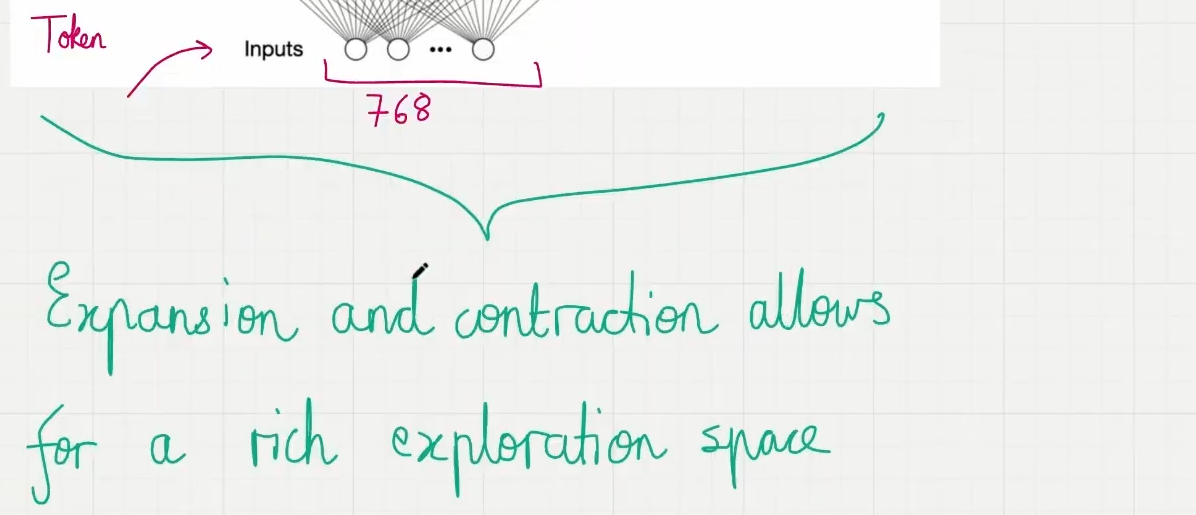 Token
Inputs ...
768
Expansion and contraction allows
for a rich exploration space